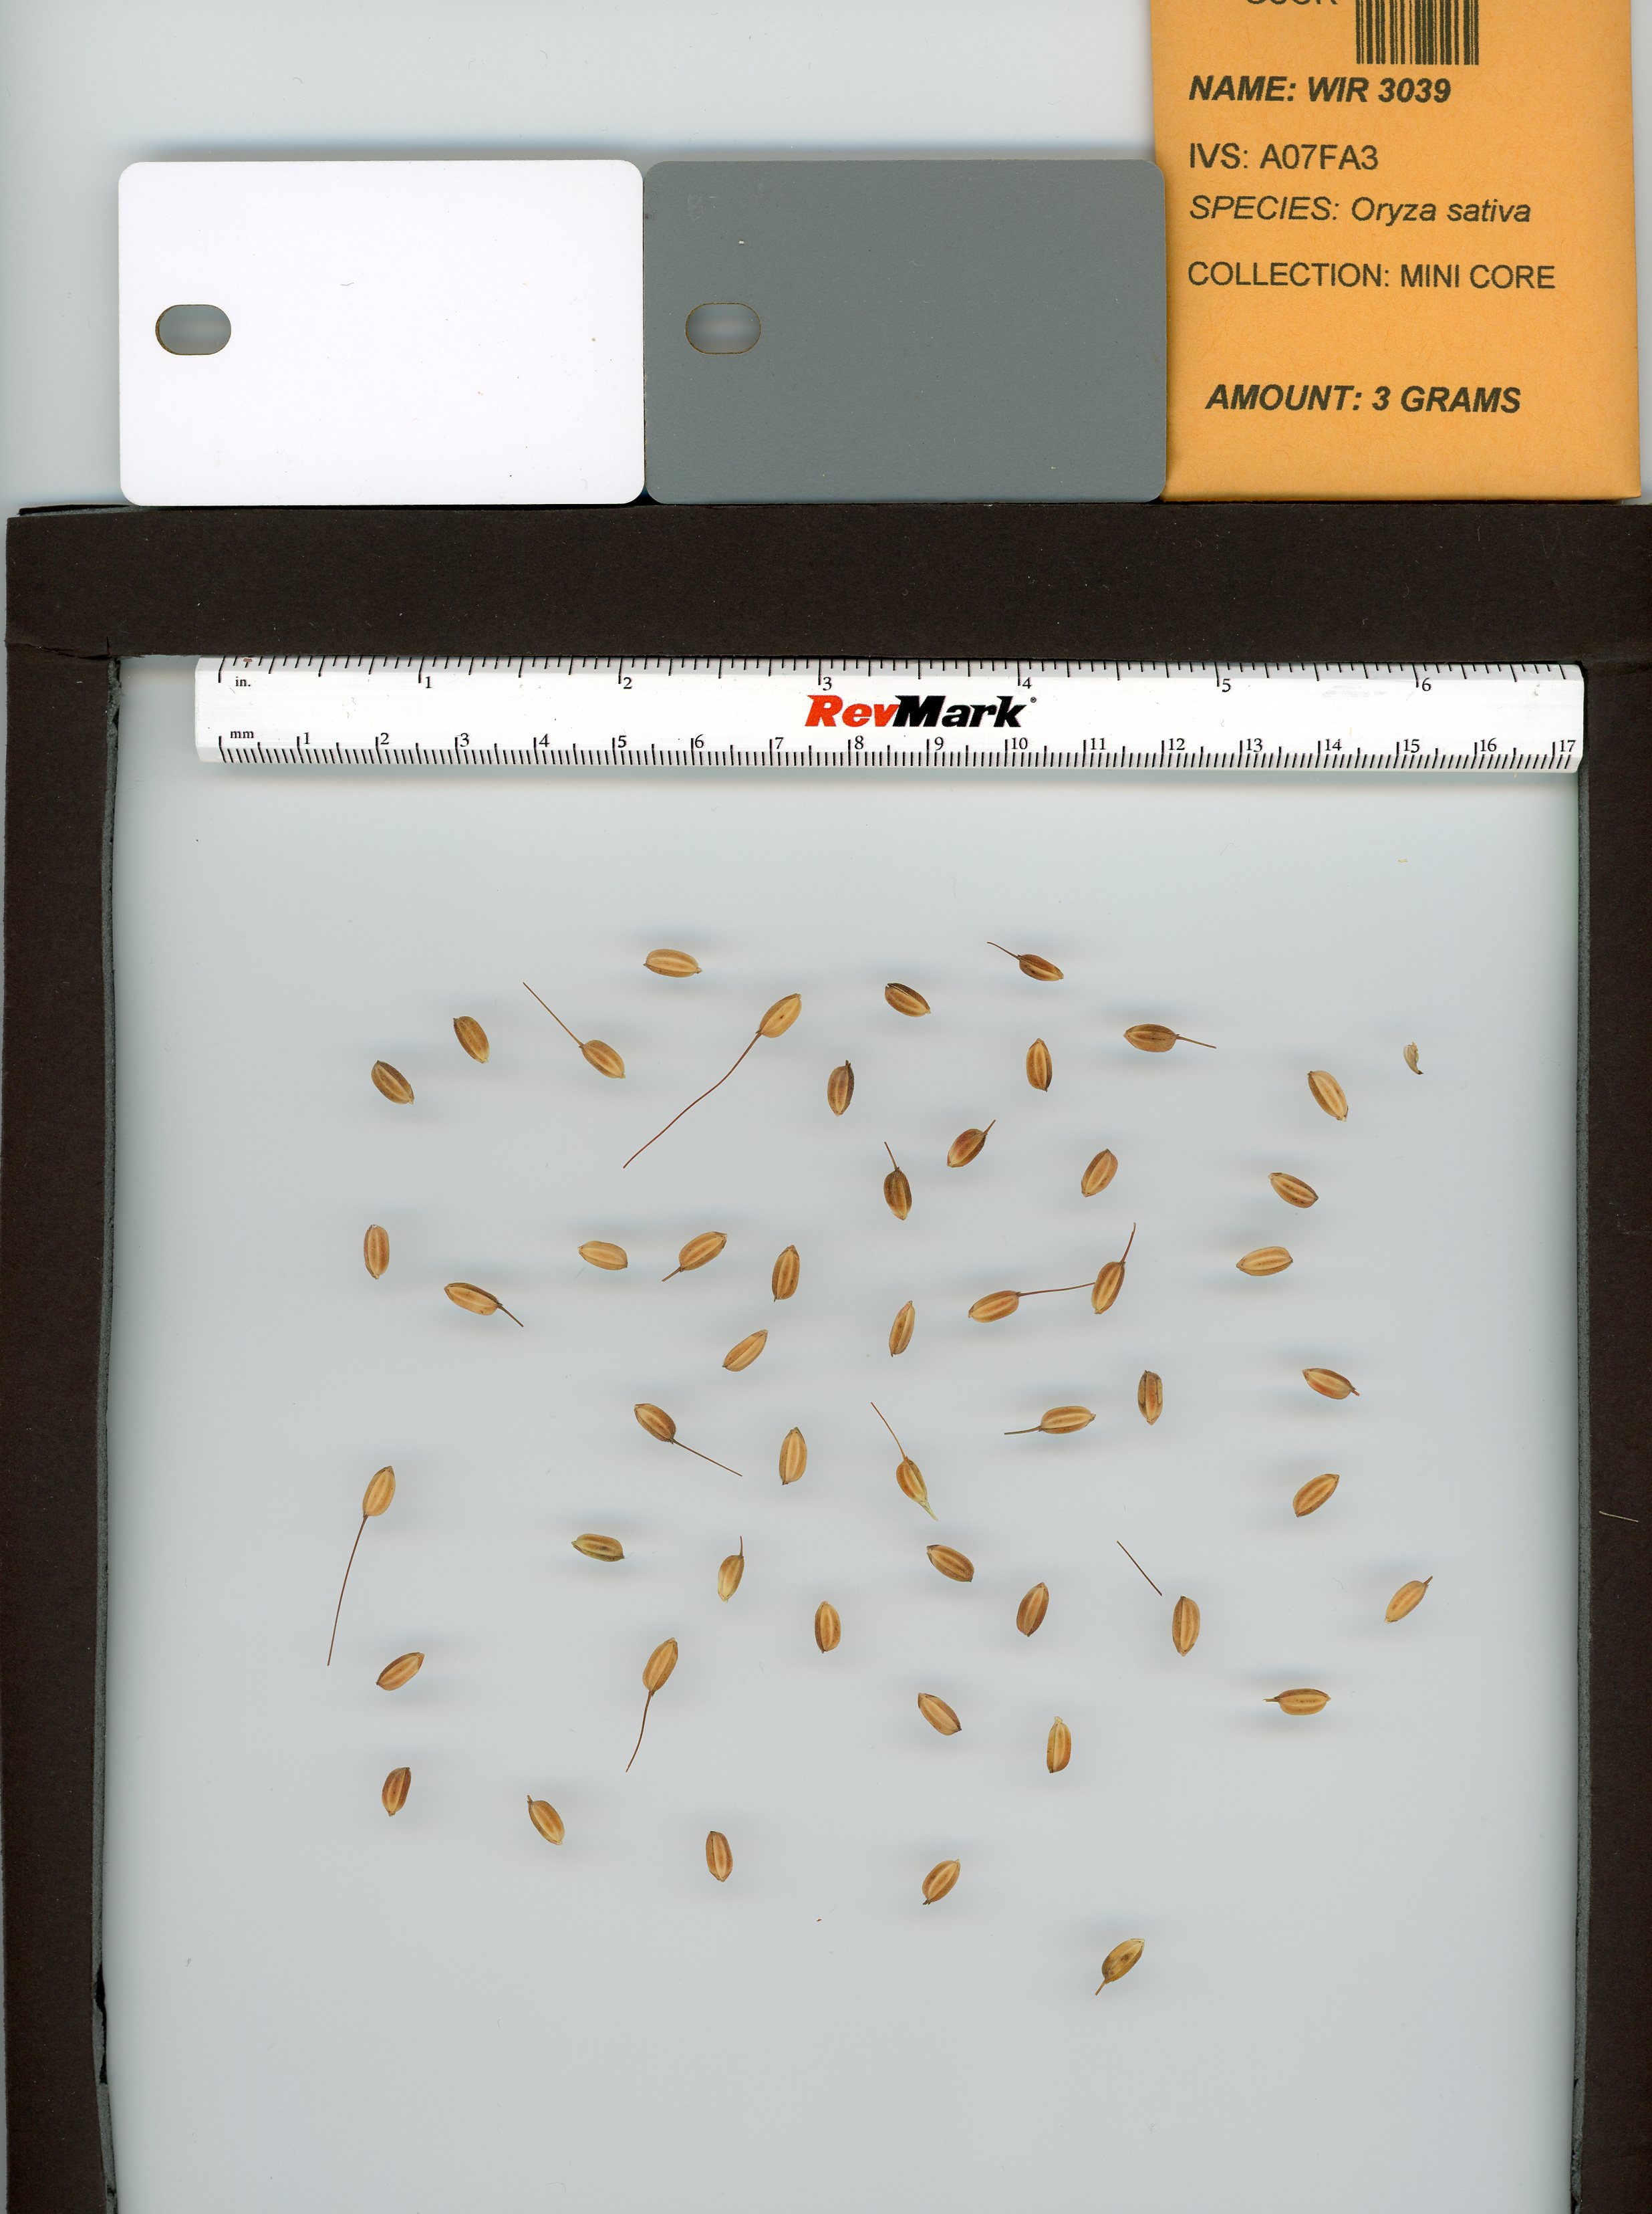 NAME: WIR 3039
IVS: A07FA3
SPECIES: Oryza sativa
COLLECTION: MINI CORE
AMOUNT: 3 GRAMS
in. 1 2 3 4 5 6
RevMark®
mm 1 2 3 4 5 6 7 8 9 10 11 12 13 14 15 16 17